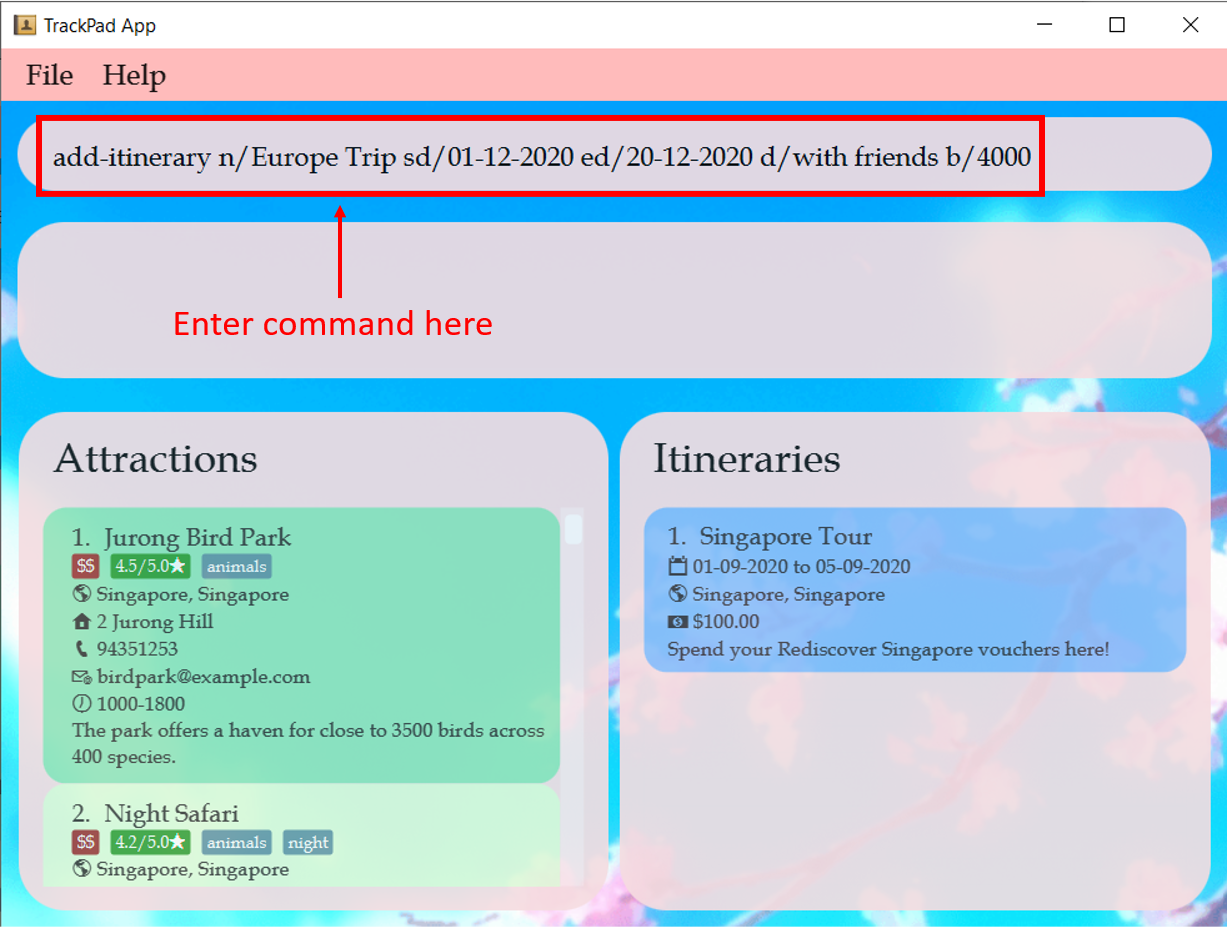 TrackPad App
File Help
add-itinerary n/Europe Trip sd/01-12-2020 ed/20-12-2020 d/with friends b/4000
Enter command here
Attractions
1. Jurong Bird Park
$$ 4.5/5.0★ animals
Singapore, Singapore
2 Jurong Hill
94351253
birdpark@example.com
1000-1800
The park offers a haven for close to 3500 birds across
400 species.
2. Night Safari
$$ 4.2/5.0★ animals night
Singapore, Singapore
Itineraries
1. Singapore Tour
01-09-2020 to 05-09-2020
Singapore, Singapore
$100.00
Spend your Rediscover Singapore vouchers here!